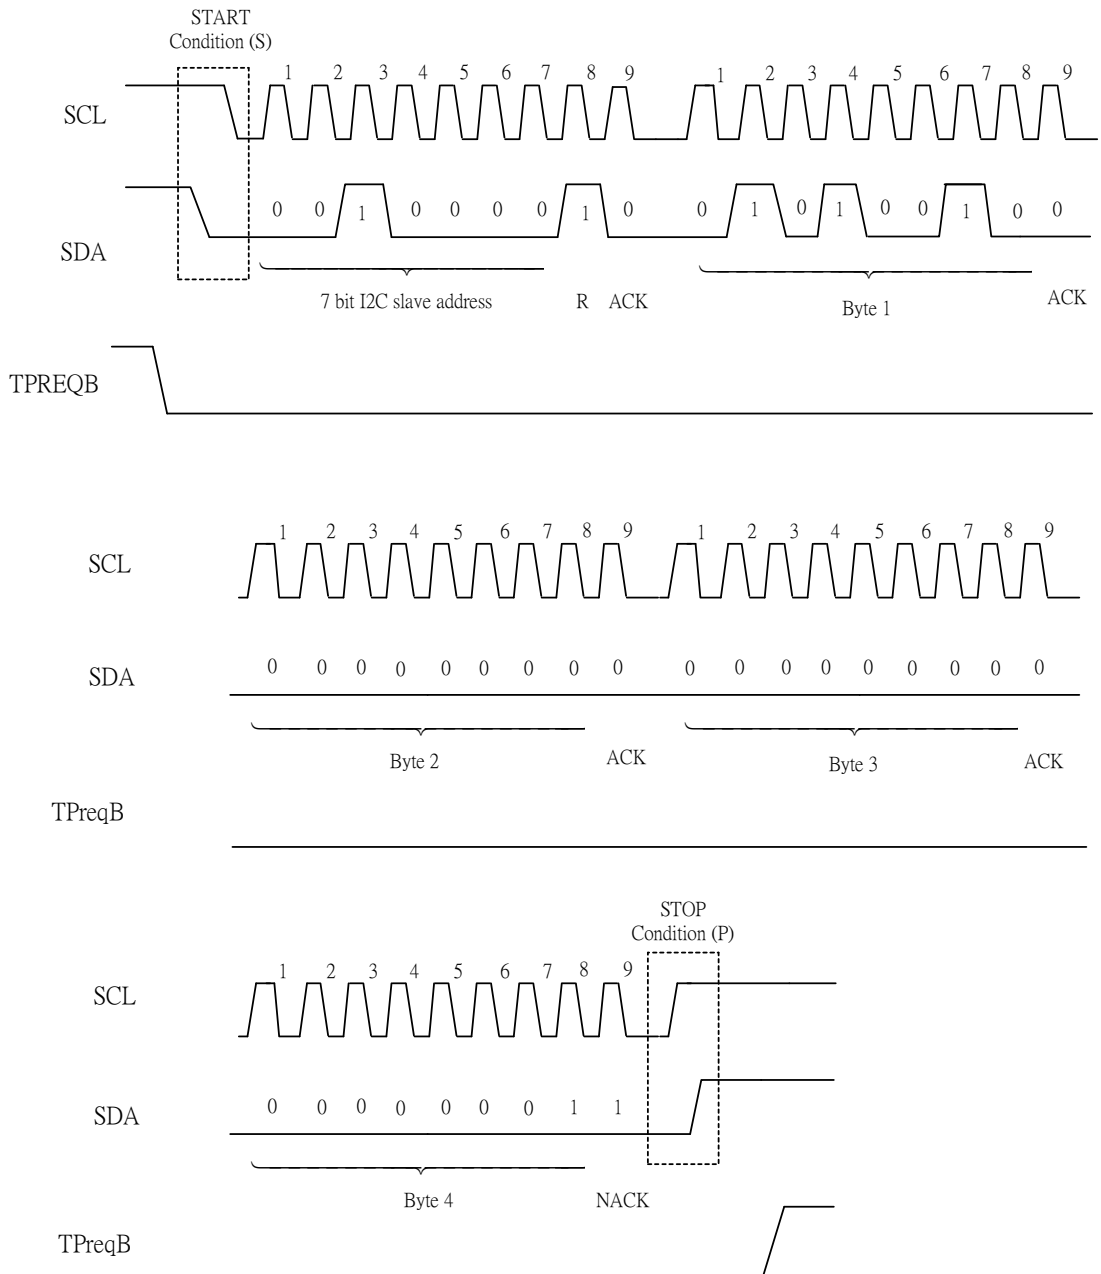 START
Condition (S)
1 2 3 4 5 6 7 8 9 1 2 3 4 5 6 7 8 9
SCL
0 0 1 0 0 0 0 1 0 0 1 0 1 0 0 1 0 0
SDA
7 bit I2C slave address R ACK Byte 1 ACK
TPREQB
1 2 3 4 5 6 7 8 9 1 2 3 4 5 6 7 8 9
SCL
0 0 0 0 0 0 0 0 0 0 0 0 0 0 0 0 0 0
SDA
Byte 2 ACK Byte 3 ACK
TPreqB
STOP
Condition (P)
1 2 3 4 5 6 7 8 9
SCL
0 0 0 0 0 0 0 1 1
SDA
Byte 4 NACK
TPreqB